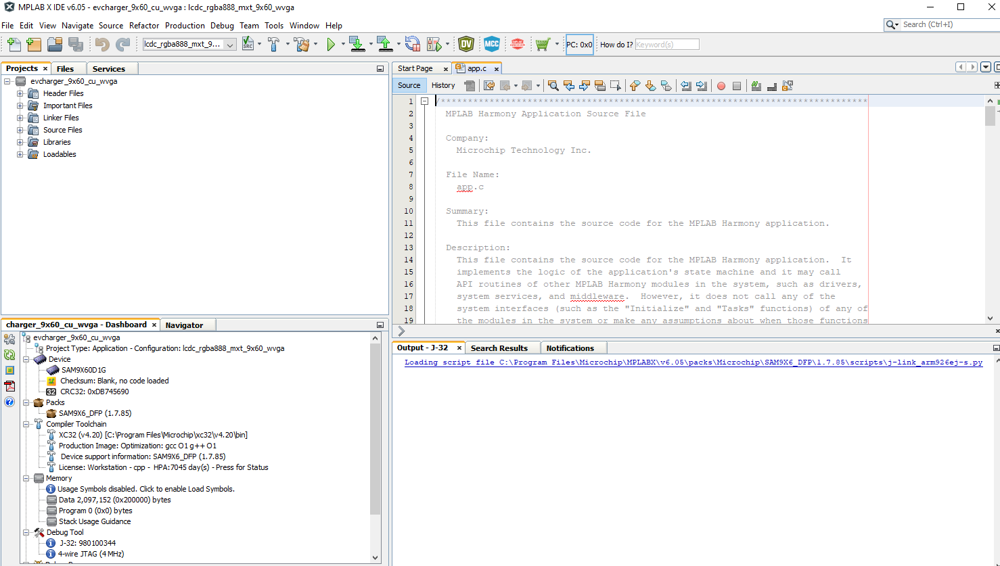 MPLAB X IDE v6.05 - evcharger_9x60_cu_wvga : lcdc_rgba888_mxt_9x60_wvga
File Edit View Navigate Source Refactor Production Debug Team Tools Window Help
Search (Ctrl+I)
lcdc_rgba888_mxt_9... SRC DV MCC PC: 0x0 How do I? Keyword(s)
Projects Files Services
evcharger_9x60_cu_wvga
Header Files
Important Files
Linker Files
Source Files
Libraries
Loadables
charger_9x60_cu_wvga - Dashboard Navigator
evcharger_9x60_cu_wvga
Project Type: Application - Configuration: lcdc_rgba888_mxt_9x60_wvga
Device
SAM9X60D1G
Checksum: Blank, no code loaded
32 CRC32: 0xDB745690
Packs
SAM9X6_DFP (1.7.85)
Compiler Toolchain
XC32 (v4.20) [C:\Program Files\Microchip\xc32\v4.20\bin]
Production Image: Optimization: gcc O1 g++ O1
Device support information: SAM9X6_DFP (1.7.85)
License: Workstation - cpp - HPA:7045 day(s) - Press for Status
Memory
Usage Symbols disabled. Click to enable Load Symbols.
Data 2,097,152 (0x200000) bytes
Program 0 (0x0) bytes
Stack Usage Guidance
Debug Tool
J-32: 980100344
4-wire JTAG (4 MHz)
Start Page app.c
Source History
1 /*******************************************************************************
2 MPLAB Harmony Application Source File
3
4 Company:
5 Microchip Technology Inc.
6
7 File Name:
8 app.c
9
10 Summary:
11 This file contains the source code for the MPLAB Harmony application.
12
13 Description:
14 This file contains the source code for the MPLAB Harmony application.  It
15 implements the logic of the application's state machine and it may call
16 API routines of other MPLAB Harmony modules in the system, such as drivers,
17 system services, and middleware.  However, it does not call any of the
18 system interfaces (such as the "Initialize" and "Tasks" functions) of any of
19 the modules in the system or make any assumptions about when those functions
Output - J-32 Search Results Notifications
Loading script file C:\Program Files\Microchip\MPLABX\v6.05\packs\Microchip\SAM9X6_DFP\1.7.85\scripts\j-link_arm926ej-s.py